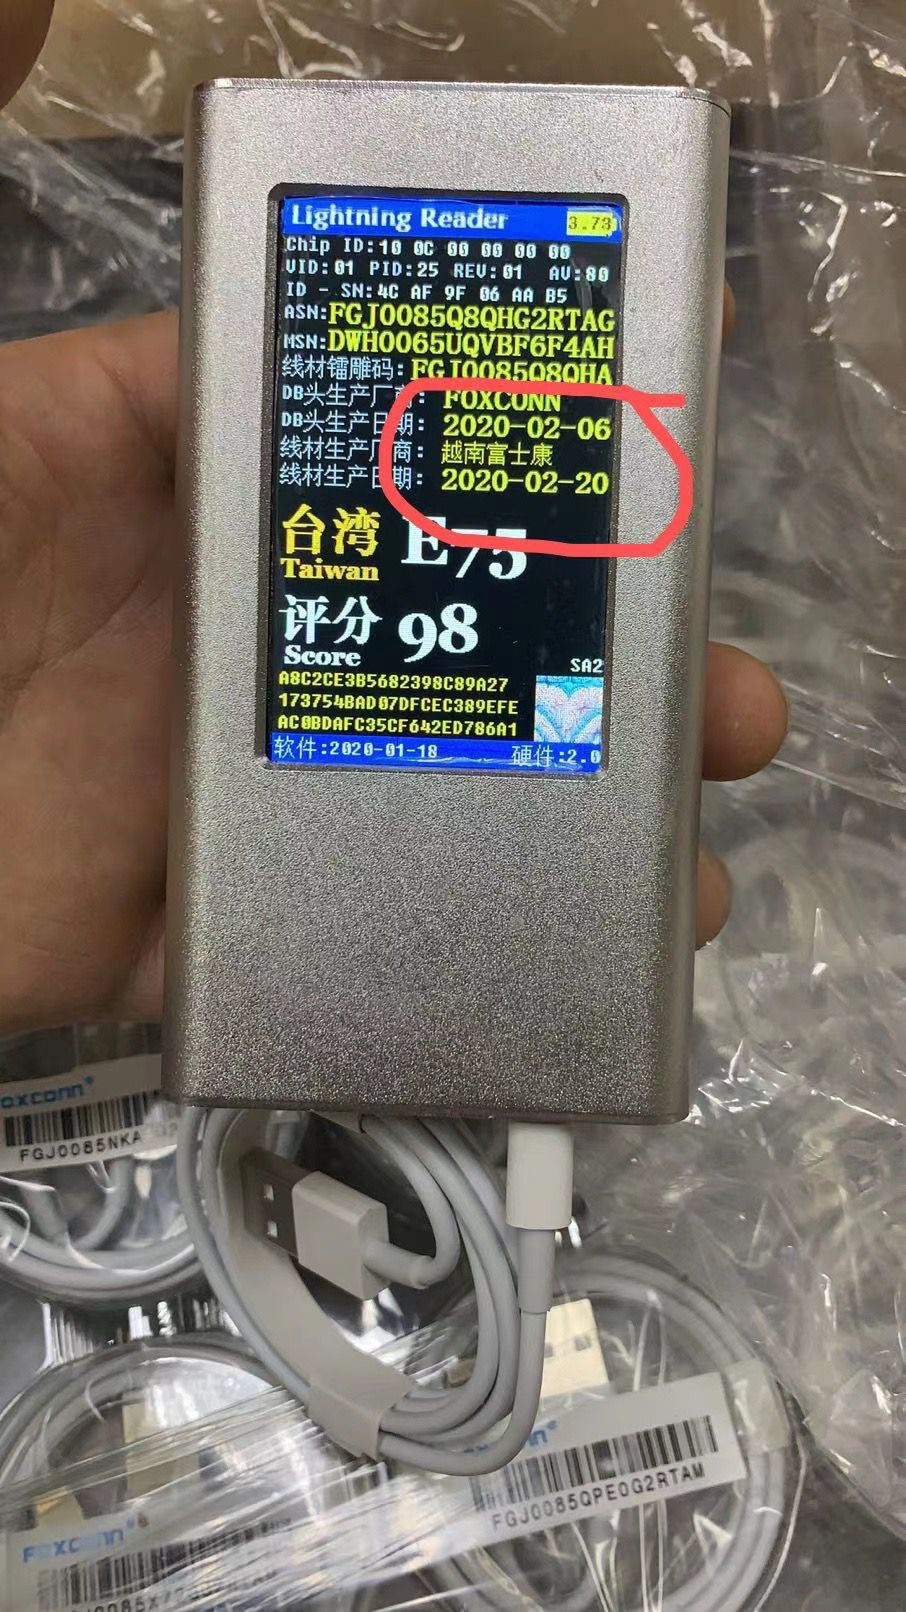 Lightning Reader 3.73
Chip ID:10 0C 00 00 00 00
VID:01 PID:25 REV:01 AV:80
ID - SN:4C AF 9F 06 AA B5
ASN:FGJ0085Q8QHG2RTAG
MSN:DWH0065UQVBF6F4AH
线材镭雕码:FGJ0085Q8QHA
DB头生产厂商:FOXCONN
DB头生产日期:2020-02-06
线材生产厂商:越南富士康
线材生产日期:2020-02-20
台湾 E75
Taiwan
评分 98
Score
SA2
A8C2CE3B5682398C89A27
173754BAD07DFCEC389EFE
AC0BDAFC35CF642ED786A1
软件:2020-01-18 硬件:2.0
FGJ0085NKA
FGJ0085QPE0G2RTAM
Foxconn